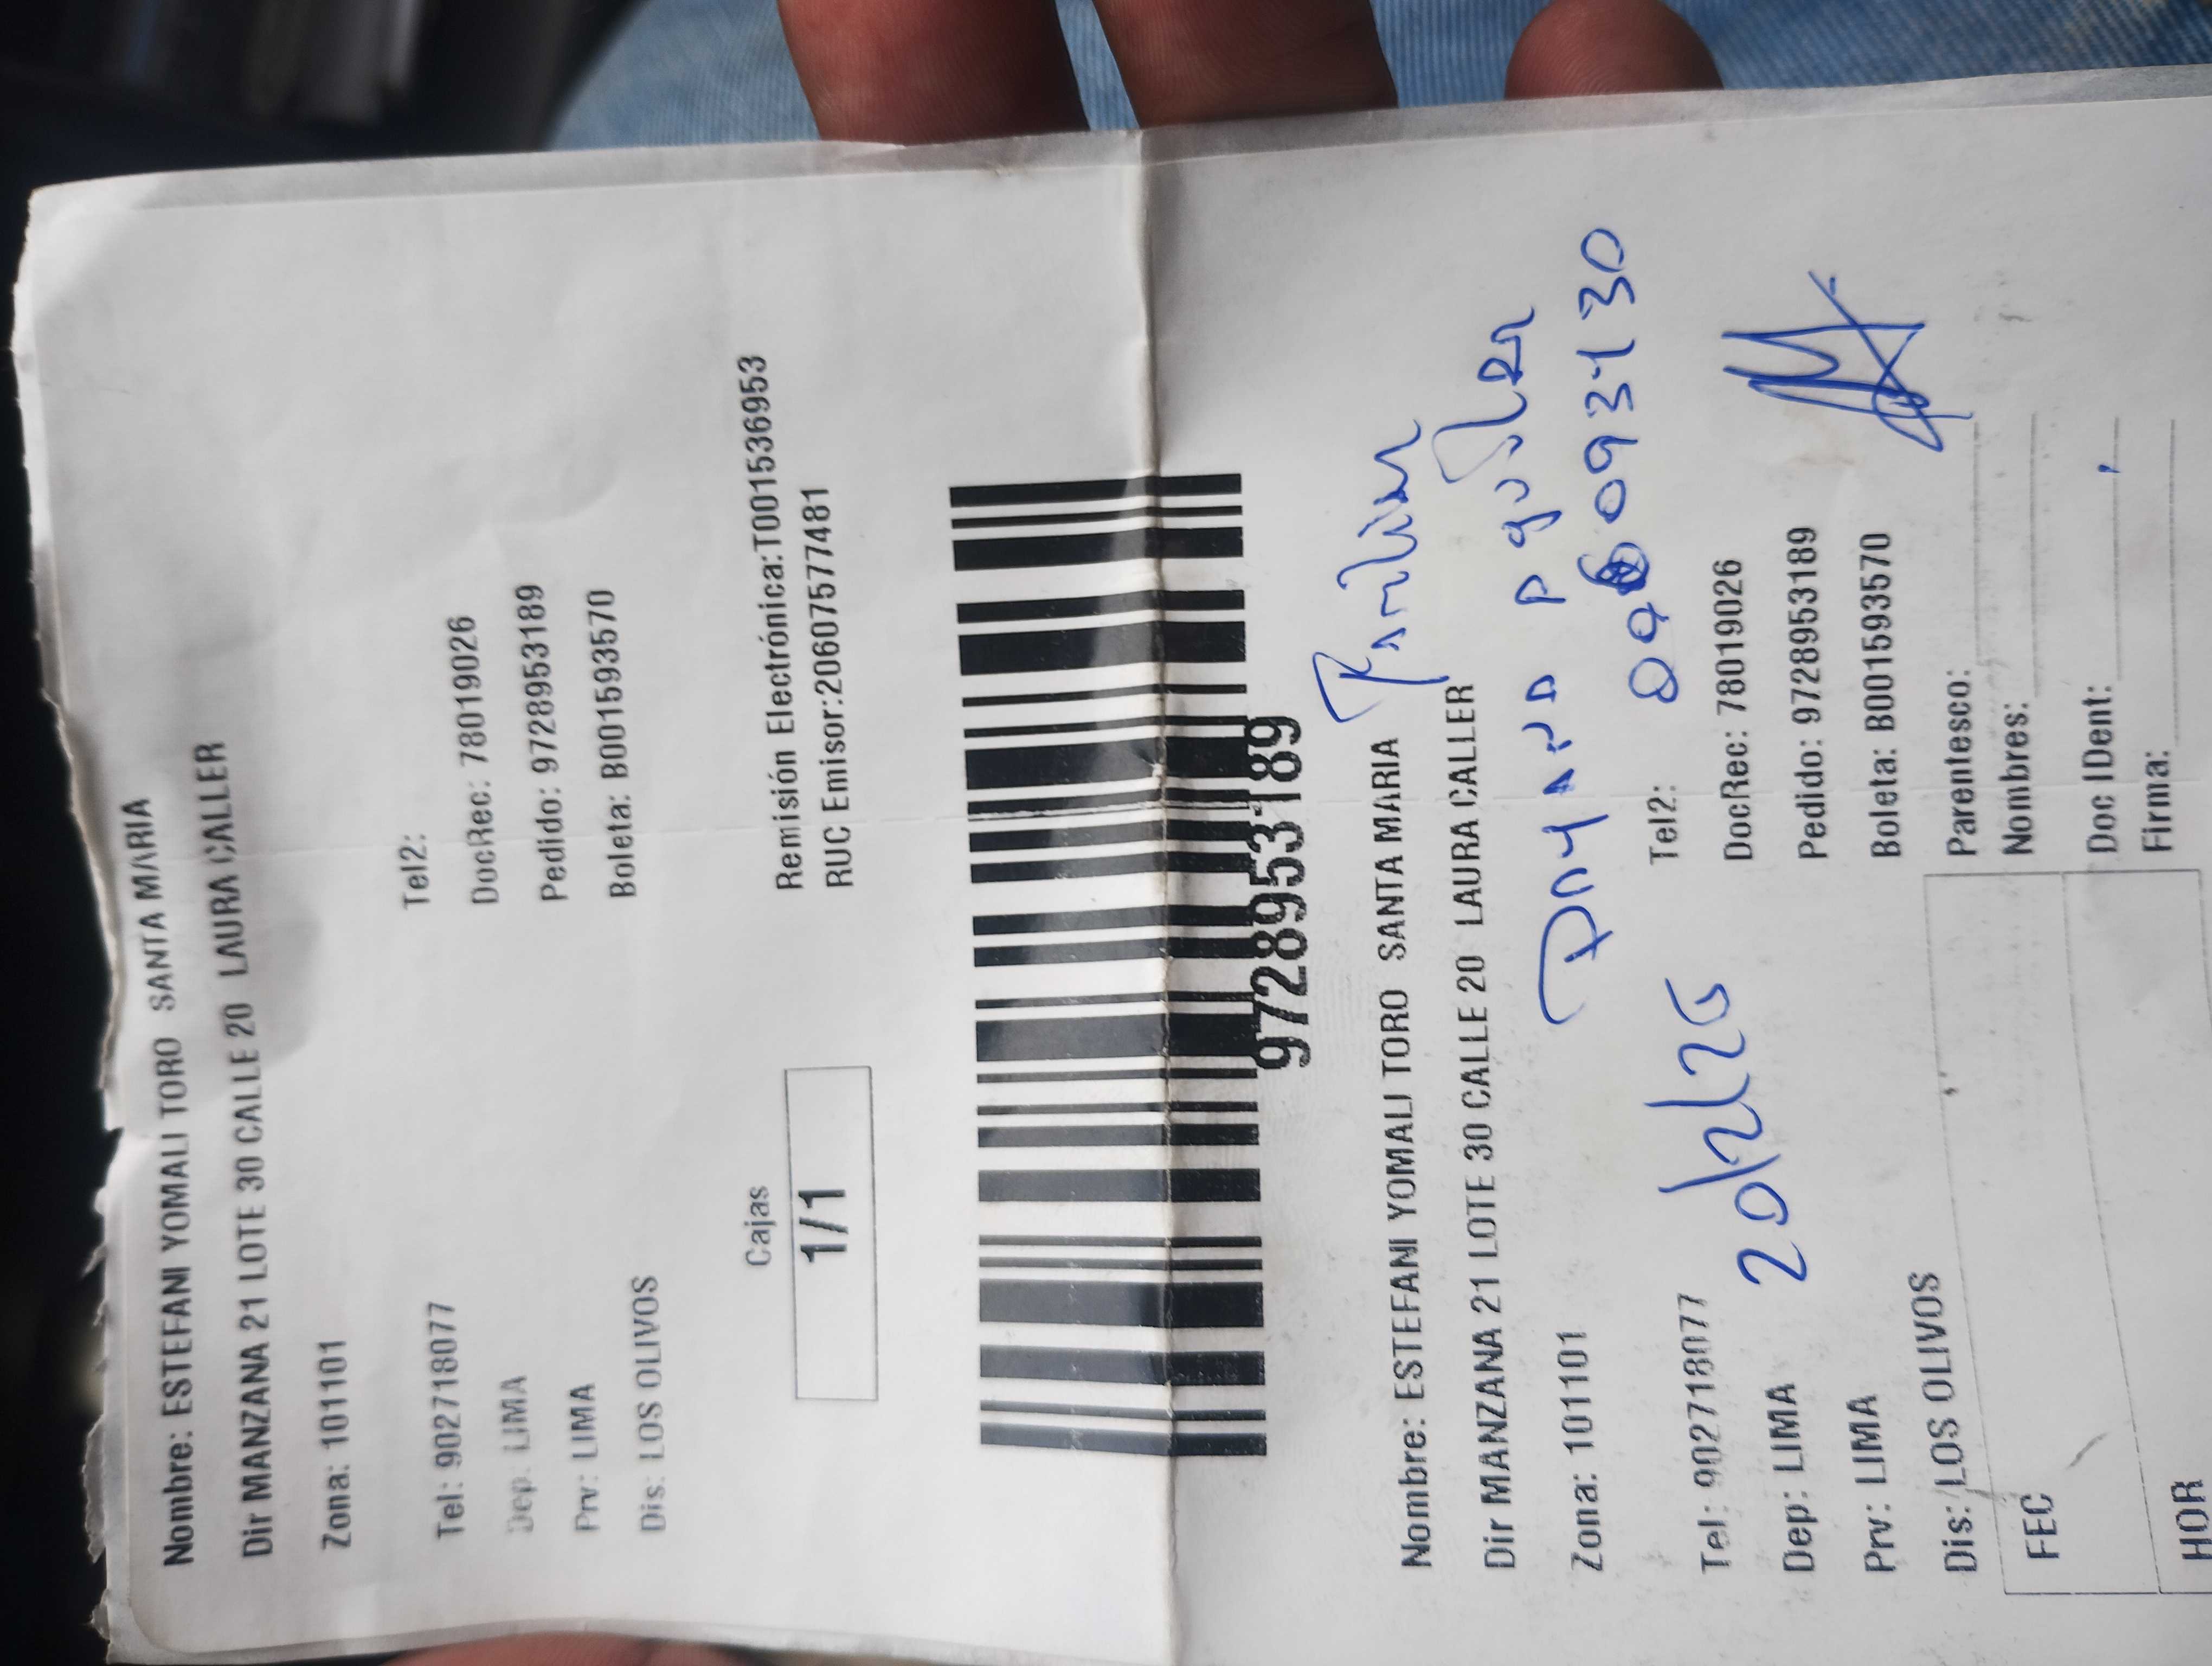 Nombre: ESTEFANI YOMALI TORO SANTA MARIA
Dir MANZANA 21 LOTE 30 CALLE 20 LAURA CALLER
Zona: 101101
Tel: 902718077 Tel2:
Dep: LIMA DocRec: 78019026
Prv: LIMA Pedido: 9728953189
Dis: LOS OLIVOS Boleta: B001593570
Cajas Remisión Electrónica:T001536953
1/1 RUC Emisor:20607577481
9728953189
Nombre: ESTEFANI YOMALI TORO SANTA MARIA
Dir MANZANA 21 LOTE 30 CALLE 20 LAURA CALLER
Zona: 101101
Tel: 902718077 Tel2:
Dep: LIMA DocRec: 78019026
Prv: LIMA Pedido: 9728953189
Dis: LOS OLIVOS Boleta: B001593570
FEC Parentesco:
Nombres:
HOR Doc IDent:
Firma: